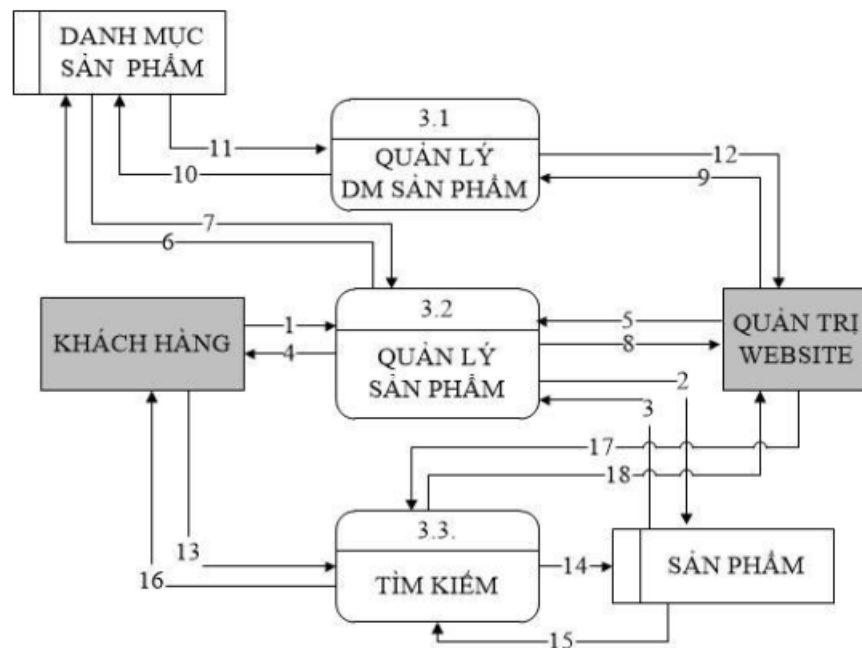 DANH MỤC
SẢN PHẨM
3.1
QUẢN LÝ
DM SẢN PHẨM
11
10
12
9
7
6
KHÁCH HÀNG
1
4
3.2
QUẢN LÝ
SẢN PHẨM
5
8
2
3
QUẢN TRỊ
WEBSITE
17
18
13
16
3.3.
TÌM KIẾM
14
15
SẢN PHẨM